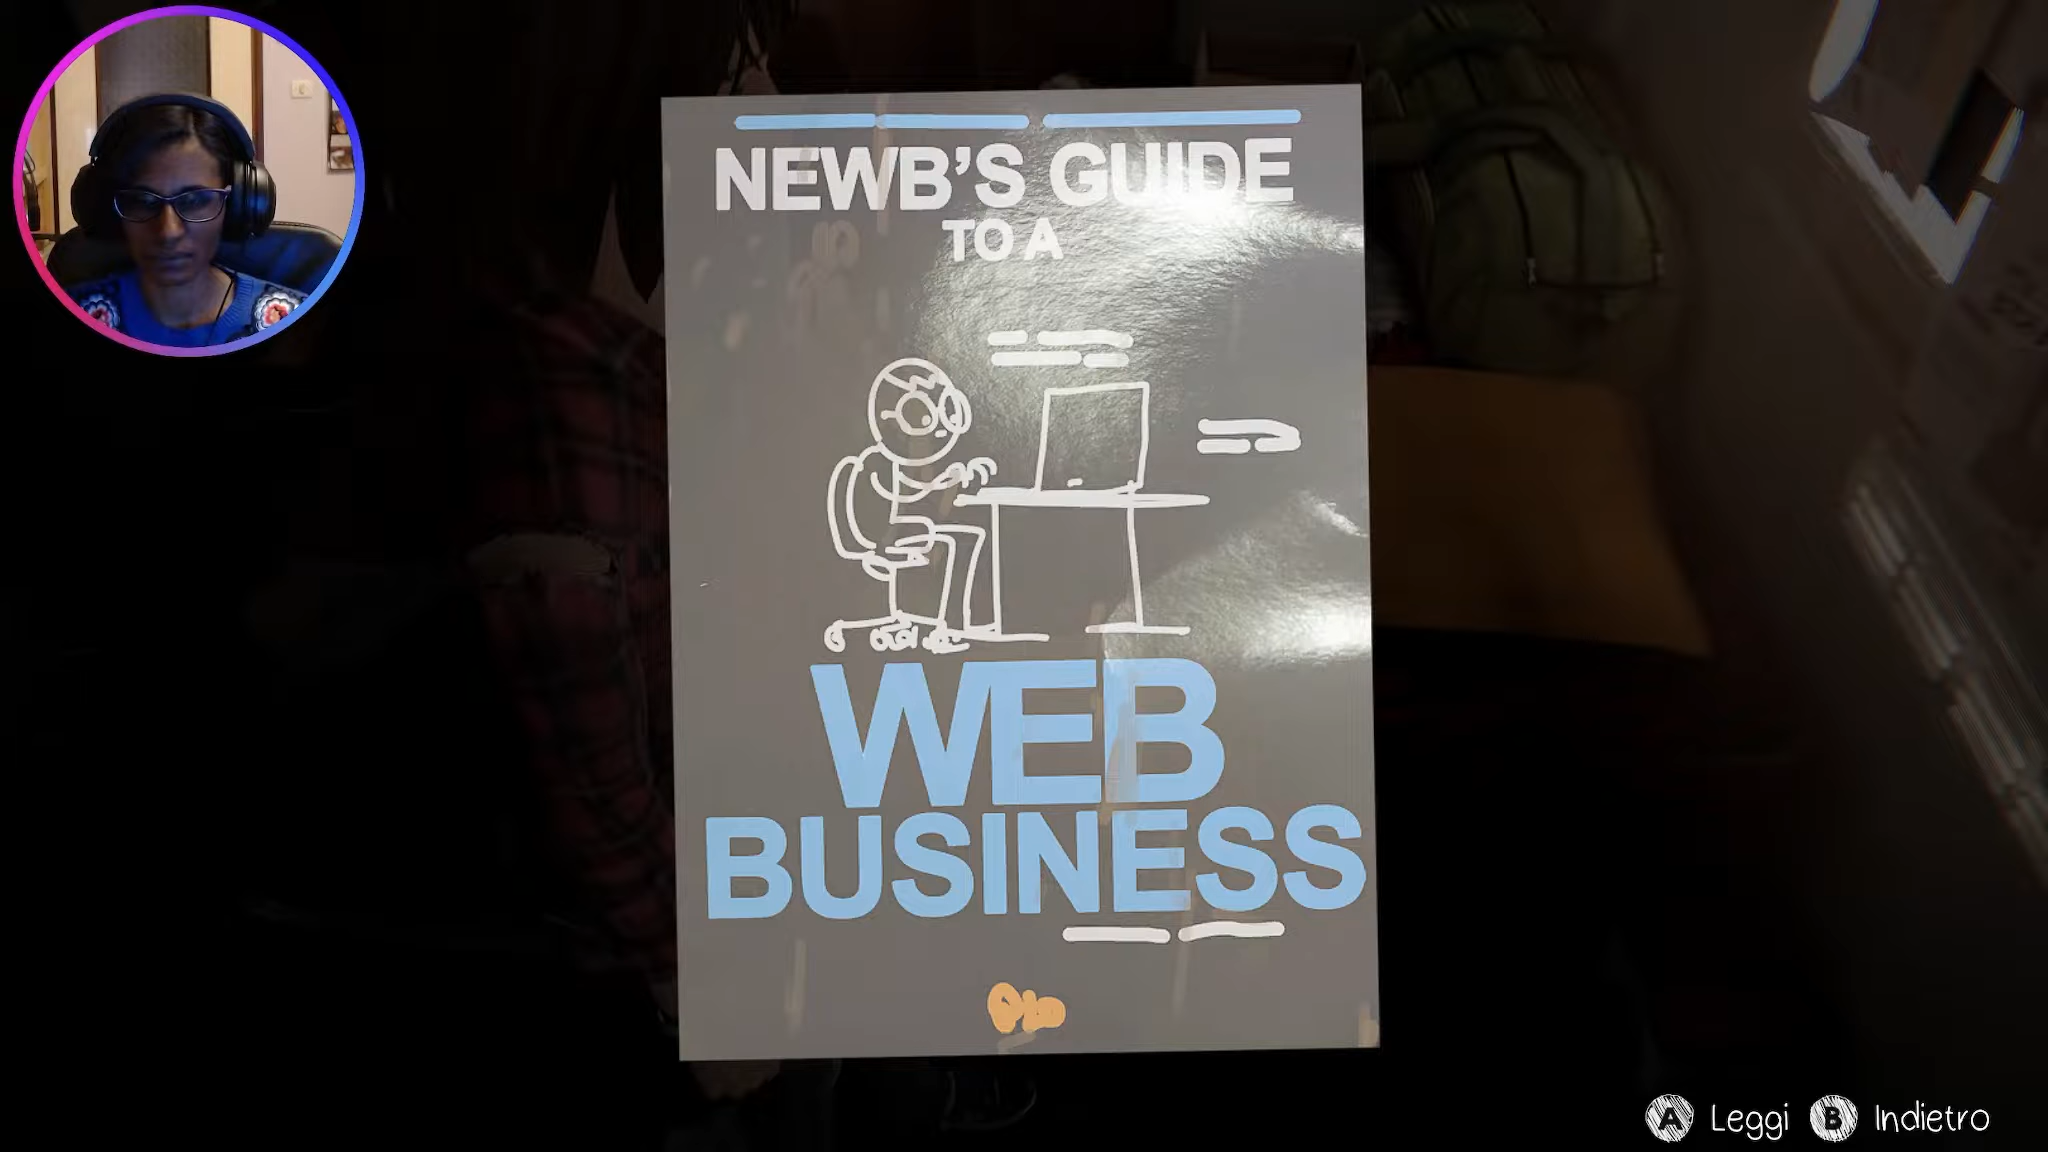 NEWB'S GUIDE
TO A
WEB
BUSINESS
A Leggi B Indietro